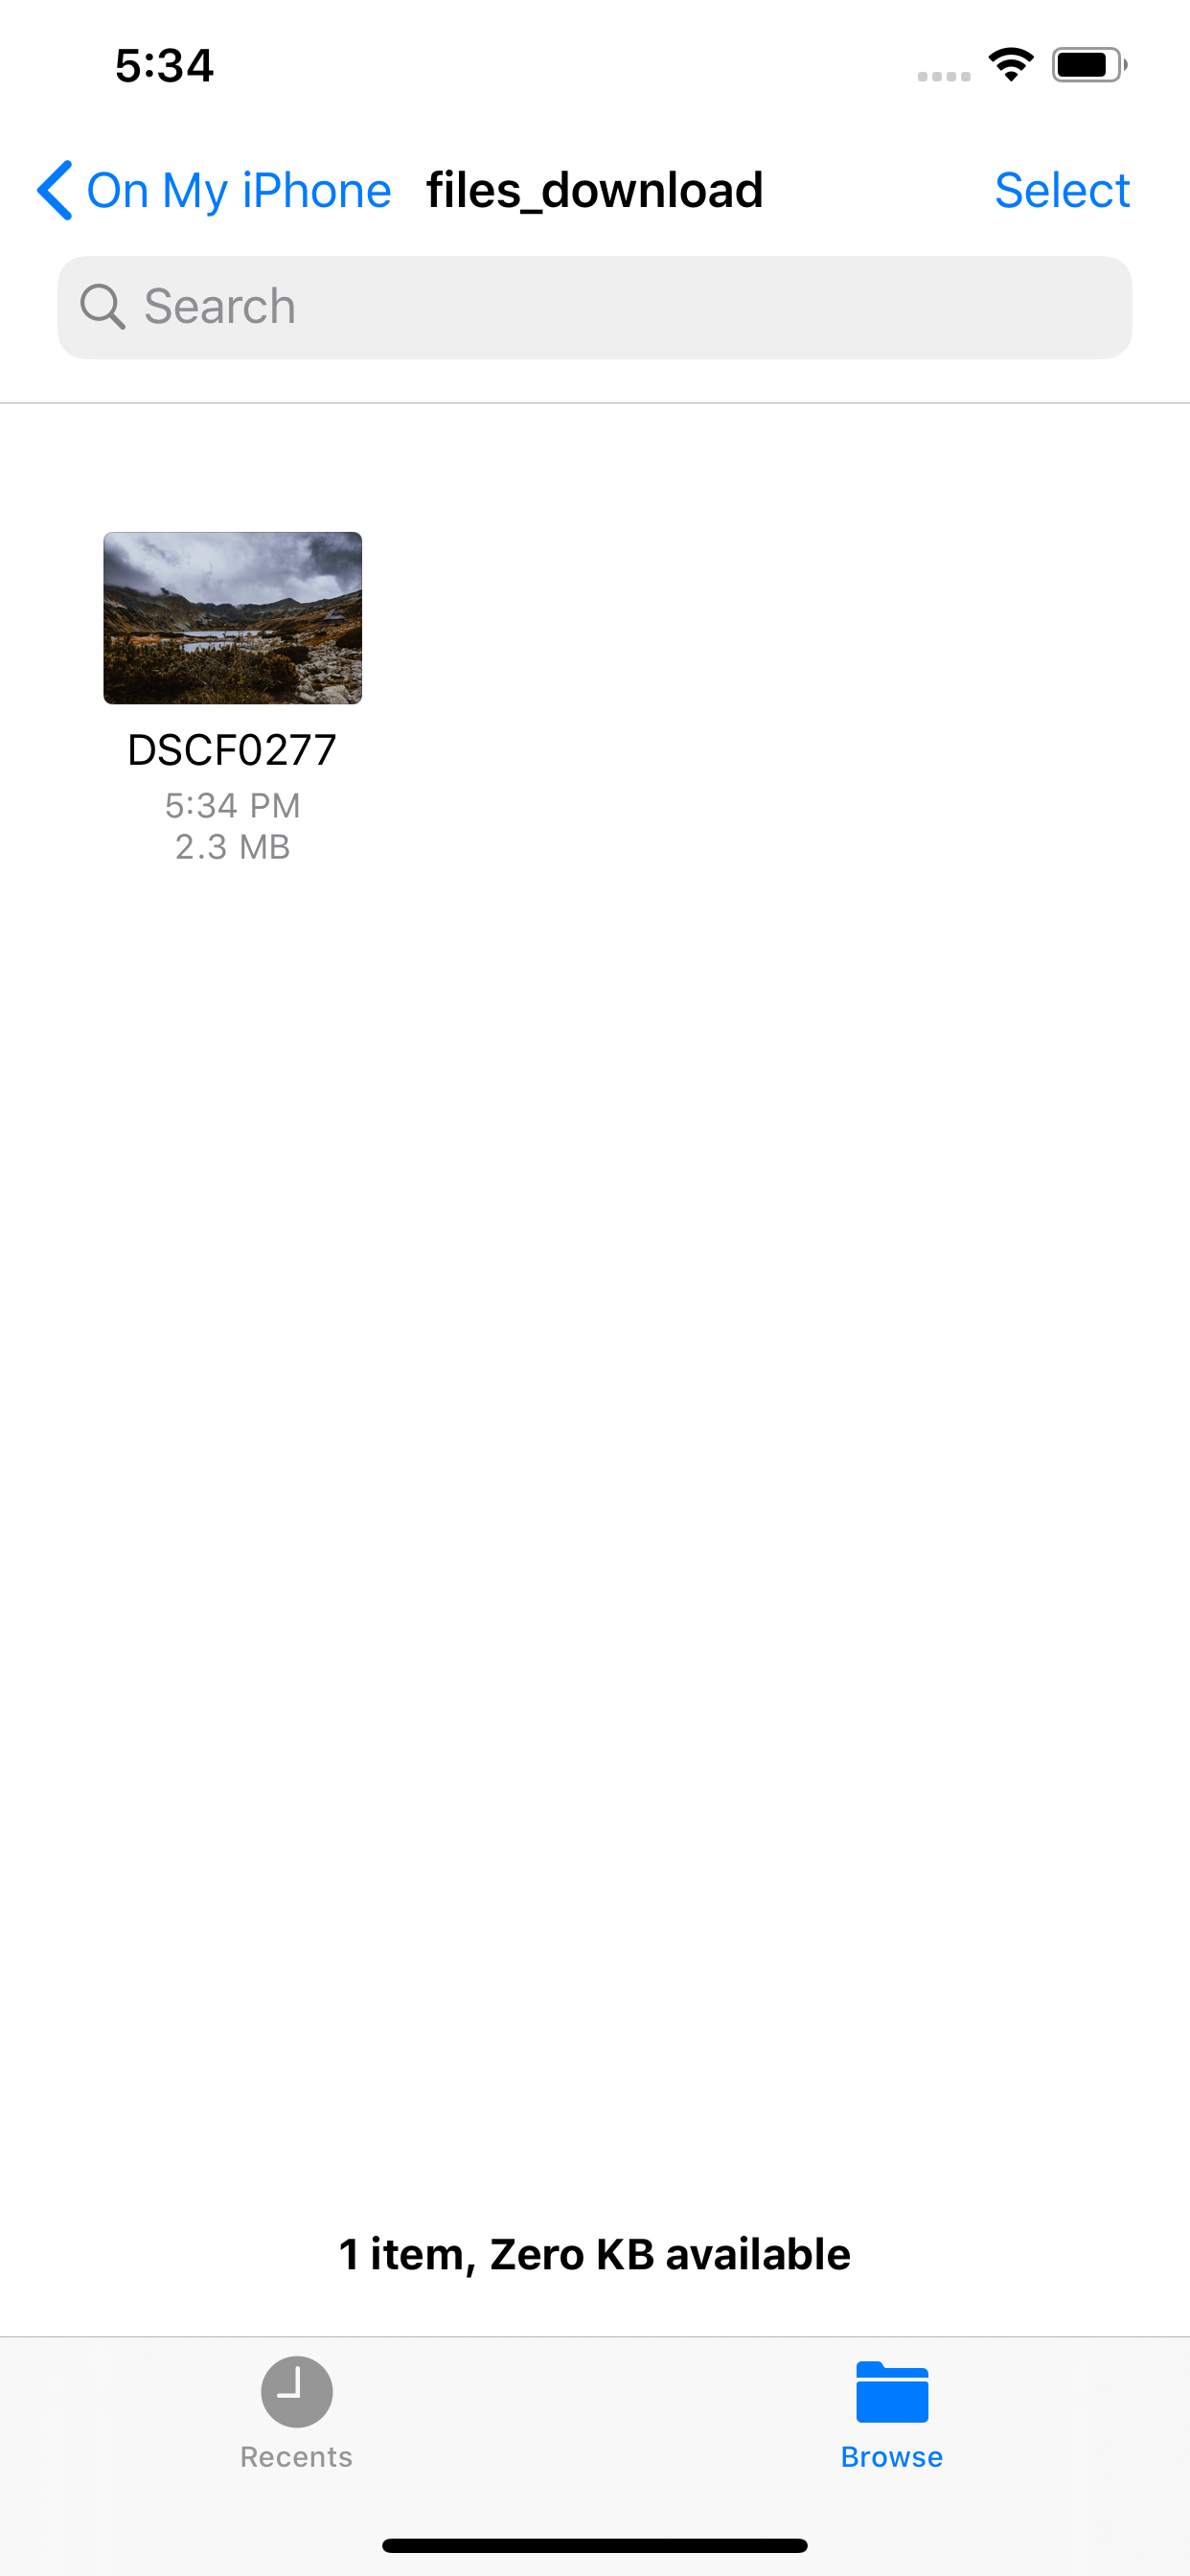 5:34
On My iPhone files_download Select
Search
DSCF0277
5:34 PM
2.3 MB
1 item, Zero KB available
Recents Browse